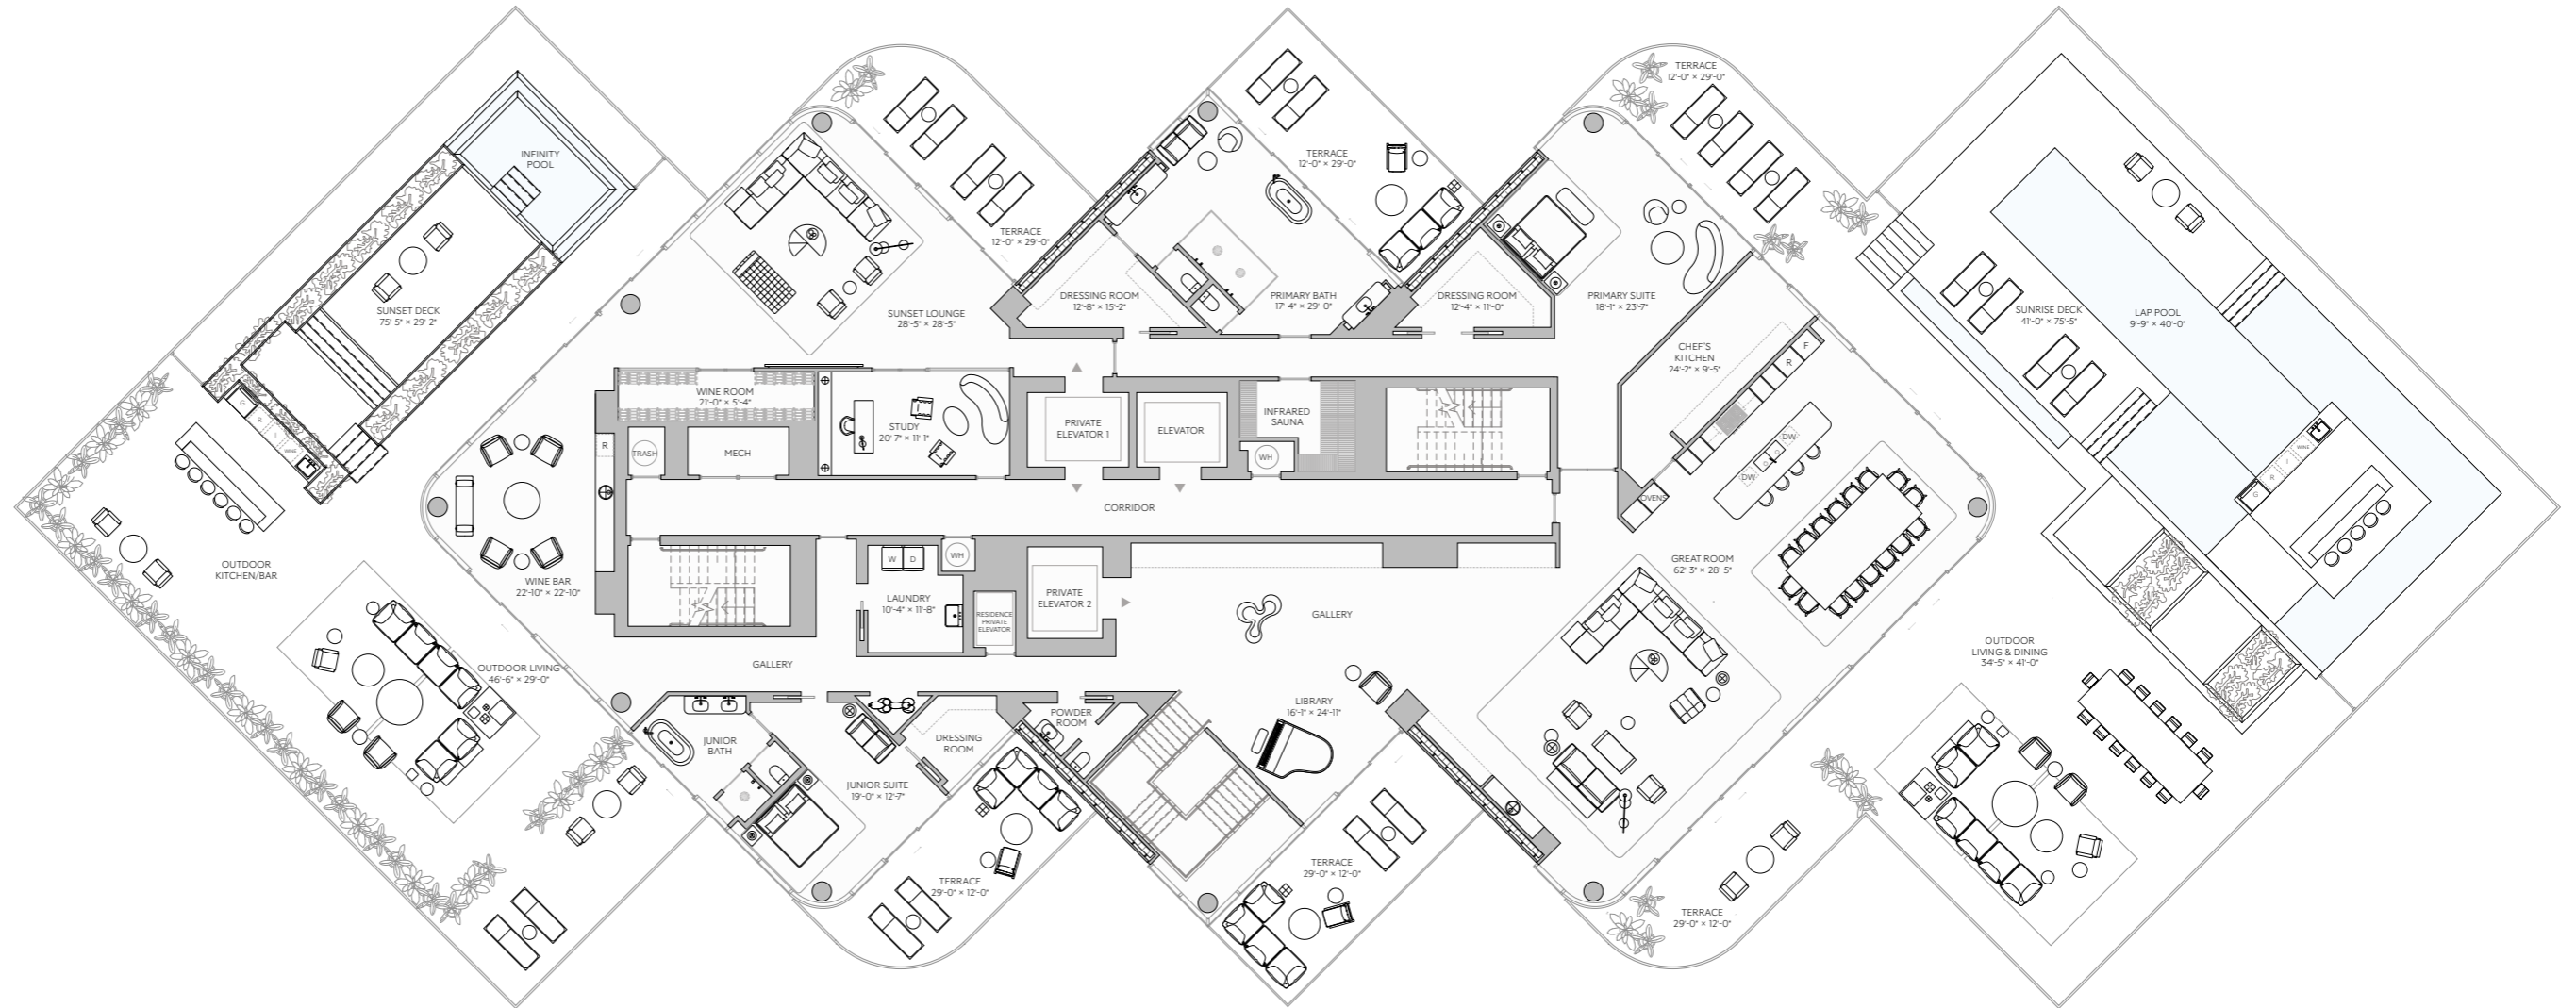 INFINITY
POOL
SUNSET DECK
75'-5" × 29'-2"
G
R
I
WINE
OUTDOOR
KITCHEN/BAR
OUTDOOR LIVING
46'-6" × 29'-0"
WINE BAR
22'-10" × 22'-10"
R
SUNSET LOUNGE
28'-5" × 28'-5"
TERRACE
12'-0" × 29'-0"
WINE ROOM
21'-0" × 5'-4"
TRASH
MECH
STUDY
20'-7" × 11'-1"
DRESSING ROOM
12'-8" × 15'-2"
PRIMARY BATH
17'-4" × 29'-0"
TERRACE
12'-0" × 29'-0"
DRESSING ROOM
12'-4" × 11'-0"
PRIMARY SUITE
18'-1" × 23'-7"
TERRACE
12'-0" × 29'-0"
PRIVATE
ELEVATOR 1
ELEVATOR
INFRARED
SAUNA
WH
CORRIDOR
CHEF'S
KITCHEN
24'-2" × 9'-5"
F
R
DW
DW
OVENS
GREAT ROOM
62'-3" × 28'-5"
SUNRISE DECK
41'-0" × 75'-5"
LAP POOL
9'-9" × 40'-0"
WINE
I
R
G
OUTDOOR
LIVING & DINING
34'-5" × 41'-0"
W
D
WH
LAUNDRY
10'-4" × 11'-8"
RESIDENCE
PRIVATE
ELEVATOR
PRIVATE
ELEVATOR 2
GALLERY
GALLERY
LIBRARY
16'-1" × 24'-11"
JUNIOR
BATH
JUNIOR SUITE
19'-0" × 12'-7"
DRESSING
ROOM
POWDER
ROOM
TERRACE
29'-0" × 12'-0"
TERRACE
29'-0" × 12'-0"
TERRACE
29'-0" × 12'-0"